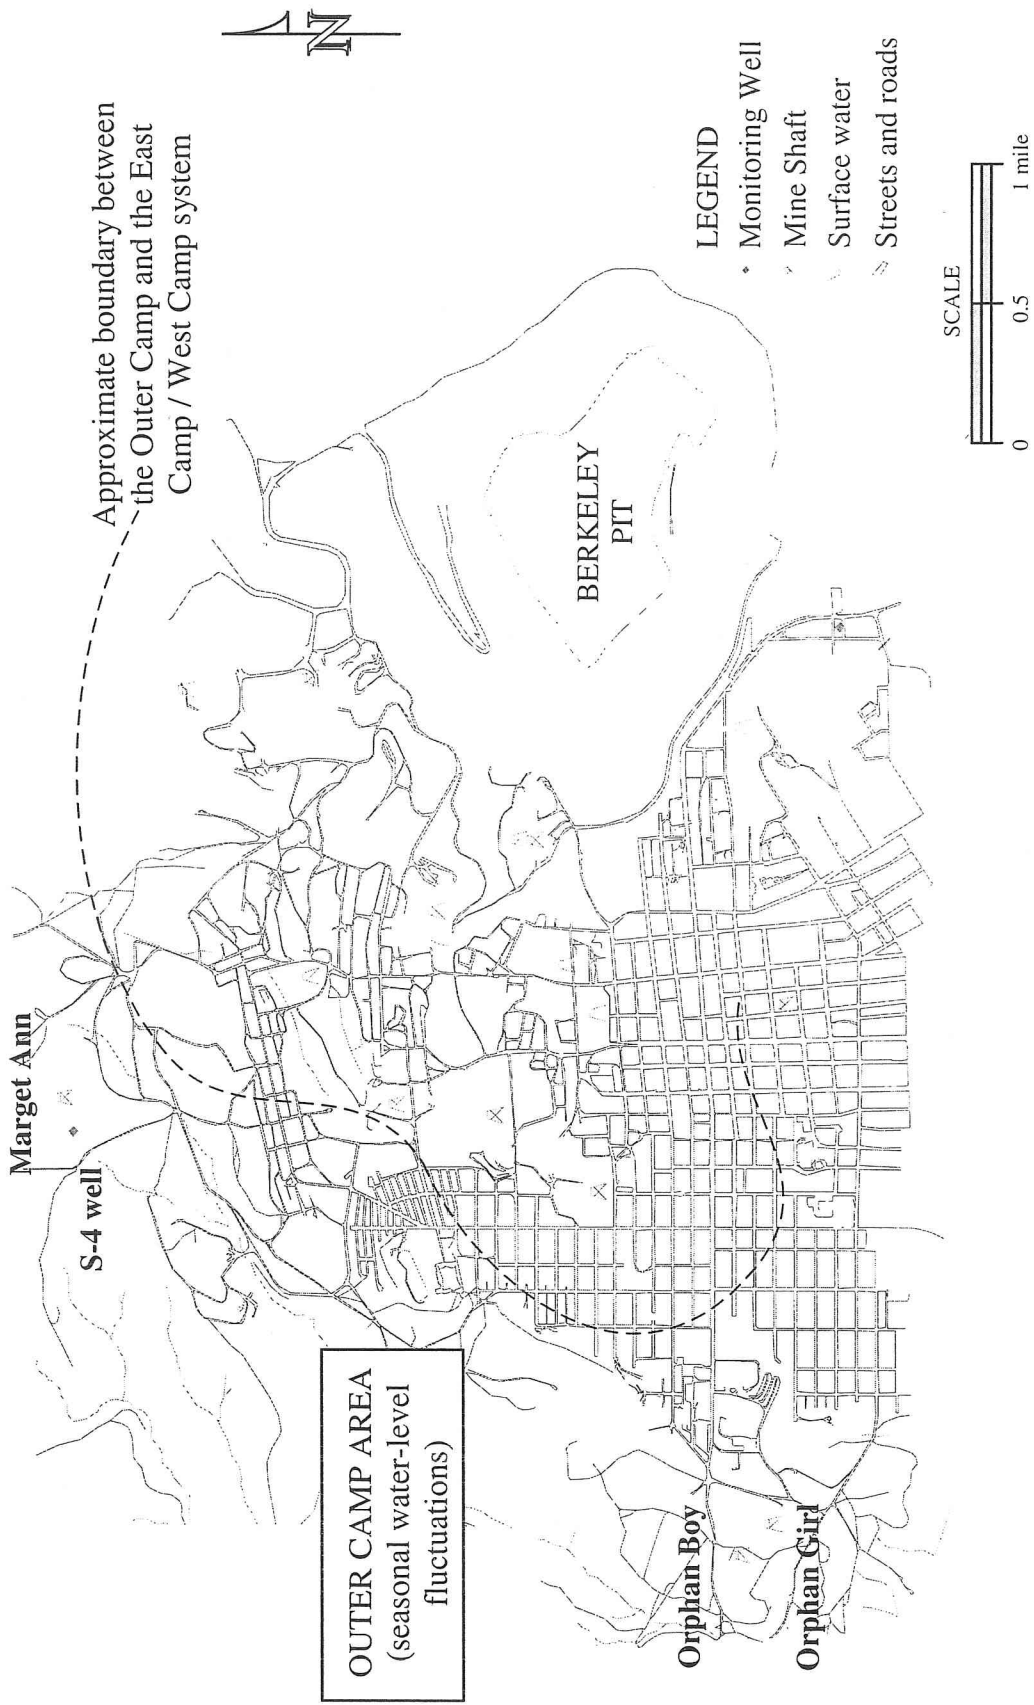 N
Approximate boundary between
the Outer Camp and the East
Camp / West Camp system
Marget Ann
S-4 well
OUTER CAMP AREA
(seasonal water-level
fluctuations)
BERKELEY
PIT
Orphan Boy
Orphan Girl
LEGEND
Monitoring Well
Mine Shaft
Surface water
Streets and roads
SCALE
0 0.5 1 mile